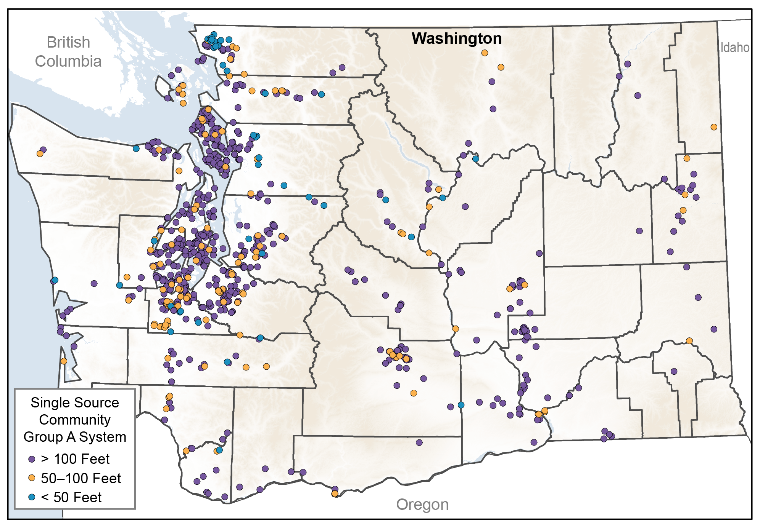 British
Columbia
Washington
Idaho
Single Source
Community
Group A System
> 100 Feet
50–100 Feet
< 50 Feet
Oregon